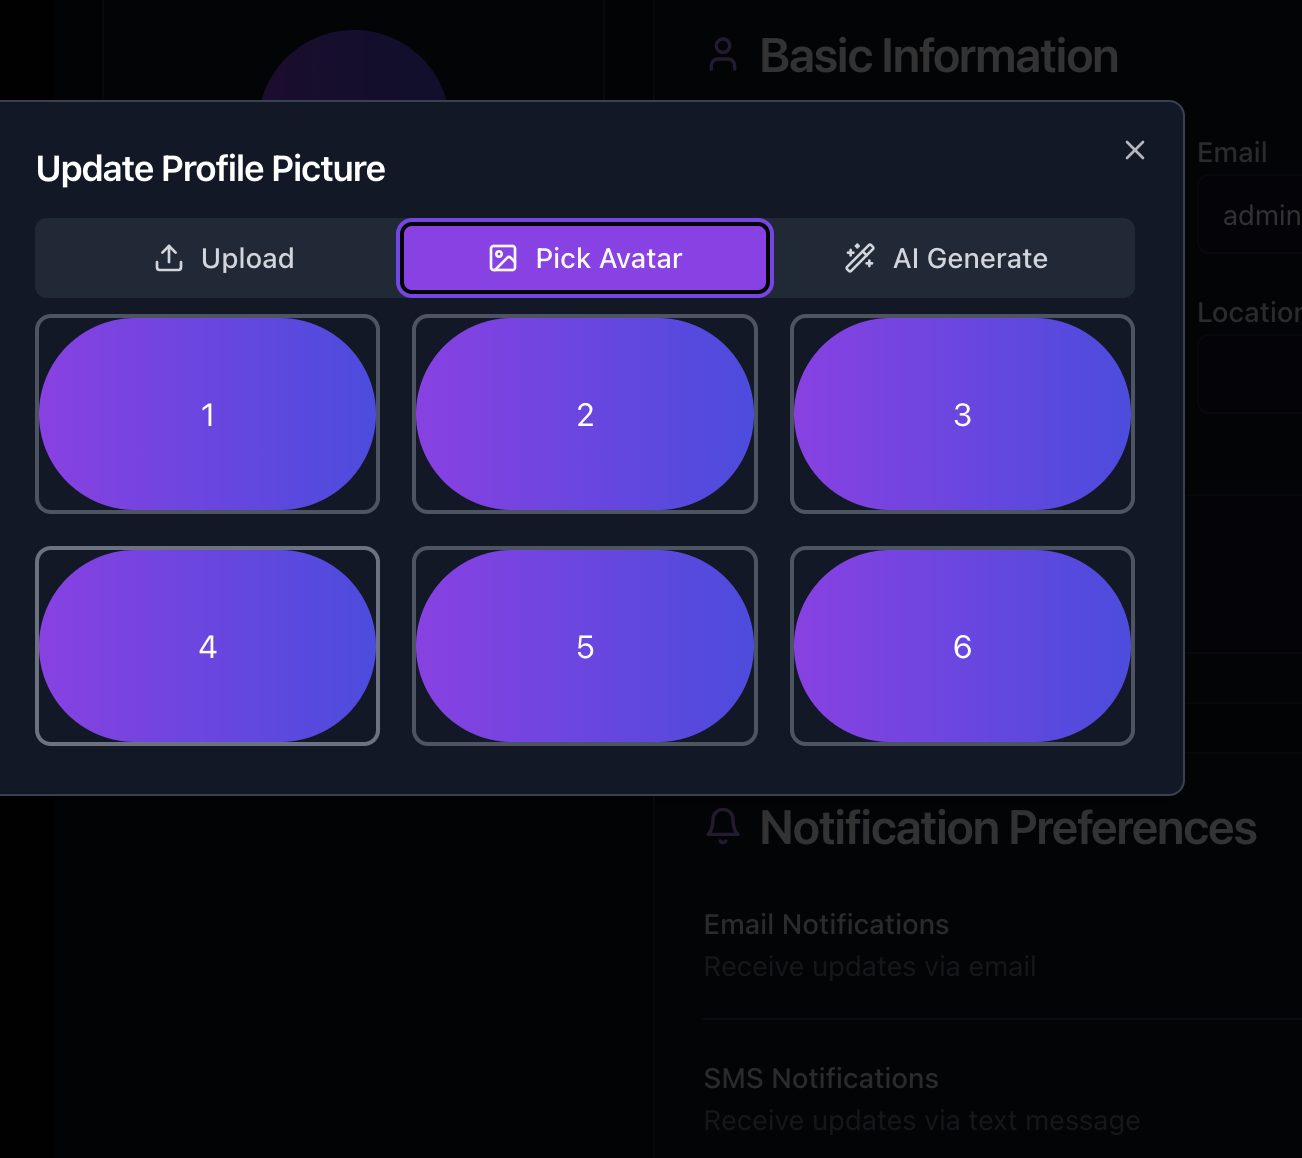 Basic Information
Update Profile Picture
Email
Upload
Pick Avatar
AI Generate
admin
Location
1
2
3
4
5
6
Notification Preferences
Email Notifications
Receive updates via email
SMS Notifications
Receive updates via text message